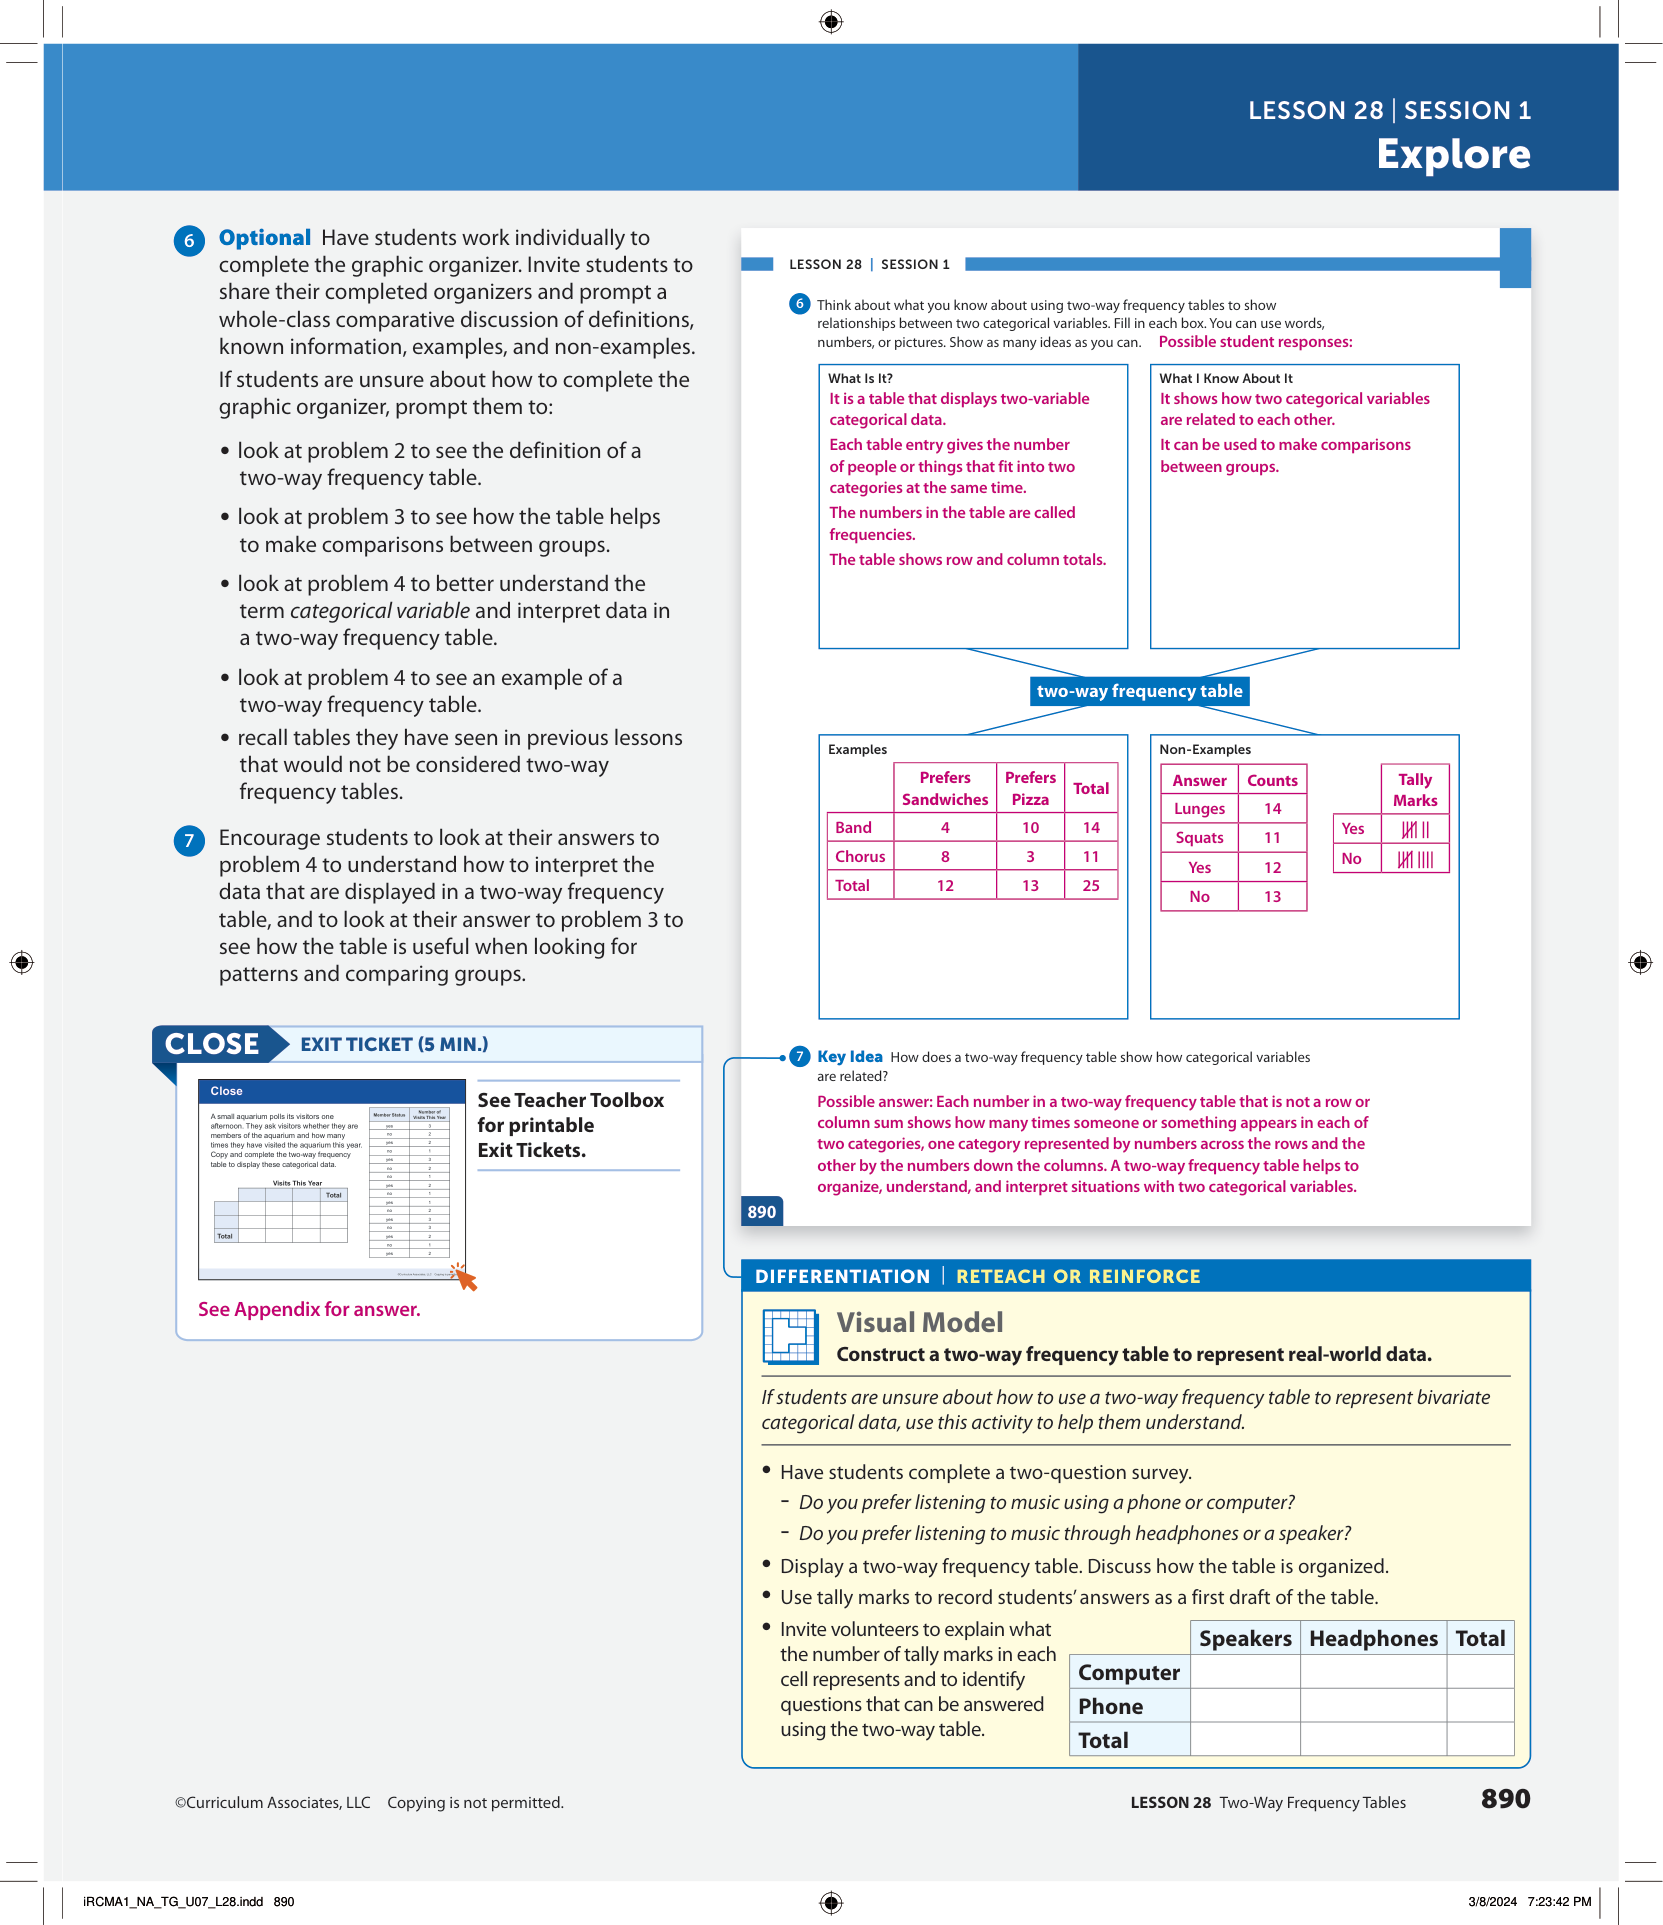 LESSON 28 | SESSION 1
Explore
6 Optional Have students work individually to
complete the graphic organizer. Invite students to
share their completed organizers and prompt a
whole-class comparative discussion of definitions,
known information, examples, and non-examples.
If students are unsure about how to complete the
graphic organizer, prompt them to:
• look at problem 2 to see the definition of a
two-way frequency table.
• look at problem 3 to see how the table helps
to make comparisons between groups.
• look at problem 4 to better understand the
term categorical variable and interpret data in
a two-way frequency table.
• look at problem 4 to see an example of a
two-way frequency table.
• recall tables they have seen in previous lessons
that would not be considered two-way
frequency tables.
7 Encourage students to look at their answers to
problem 4 to understand how to interpret the
data that are displayed in a two-way frequency
table, and to look at their answer to problem 3 to
see how the table is useful when looking for
patterns and comparing groups.
CLOSE EXIT TICKET (5 MIN.)
Close
A small aquarium polls its visitors one
afternoon. They ask visitors whether they are
members of the aquarium and how many
times they have visited the aquarium this year.
Copy and complete the two-way frequency
table to display these categorical data.
Visits This Year
Total
Total
Member Status Number of
Visits This Year
yes 3
no 2
yes 2
no 1
yes 3
no 2
no 1
yes 2
no 1
yes 1
no 2
yes 3
no 3
yes 2
no 1
yes 2
See Teacher Toolbox
for printable
Exit Tickets.
See Appendix for answer.
LESSON 28 | SESSION 1
6 Think about what you know about using two-way frequency tables to show
relationships between two categorical variables. Fill in each box. You can use words,
numbers, or pictures. Show as many ideas as you can. Possible student responses:
What Is It?
It is a table that displays two-variable
categorical data.
Each table entry gives the number
of people or things that fit into two
categories at the same time.
The numbers in the table are called
frequencies.
The table shows row and column totals.
What I Know About It
It shows how two categorical variables
are related to each other.
It can be used to make comparisons
between groups.
two-way frequency table
Examples
Prefers Prefers Total
Sandwiches Pizza
Band 4 10 14
Chorus 8 3 11
Total 12 13 25
Non-Examples
Answer Counts
Lunges 14
Squats 11
Yes 12
No 13
Tally
Marks
Yes
No
7 Key Idea How does a two-way frequency table show how categorical variables
are related?
Possible answer: Each number in a two-way frequency table that is not a row or
column sum shows how many times someone or something appears in each of
two categories, one category represented by numbers across the rows and the
other by the numbers down the columns. A two-way frequency table helps to
organize, understand, and interpret situations with two categorical variables.
890
DIFFERENTIATION | RETEACH OR REINFORCE
Visual Model
Construct a two-way frequency table to represent real-world data.
If students are unsure about how to use a two-way frequency table to represent bivariate
categorical data, use this activity to help them understand.
• Have students complete a two-question survey.
– Do you prefer listening to music using a phone or computer?
– Do you prefer listening to music through headphones or a speaker?
• Display a two-way frequency table. Discuss how the table is organized.
• Use tally marks to record students’ answers as a first draft of the table.
• Invite volunteers to explain what
the number of tally marks in each
cell represents and to identify
questions that can be answered
using the two-way table.
Speakers Headphones Total
Computer
Phone
Total
©Curriculum Associates, LLC Copying is not permitted.
LESSON 28 Two-Way Frequency Tables 890
iRCMA1_NA_TG_U07_L28.indd 890
3/8/2024 7:23:42 PM